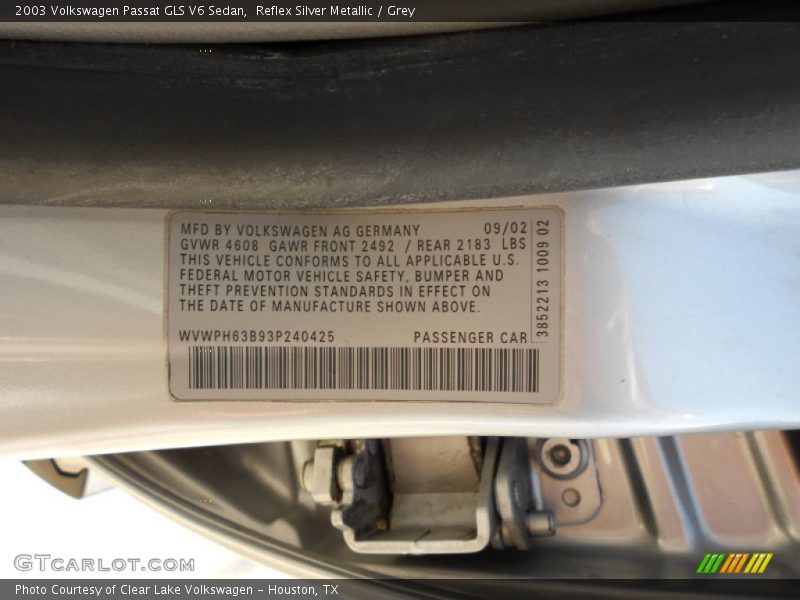 2003 Volkswagen Passat GLS V6 Sedan,  Reflex Silver Metallic / Grey
MFD BY VOLKSWAGEN AG GERMANY 09/02
GVWR 4608 GAWR FRONT 2492 / REAR 2183 LBS
THIS VEHICLE CONFORMS TO ALL APPLICABLE U.S.
FEDERAL MOTOR VEHICLE SAFETY, BUMPER AND
THEFT PREVENTION STANDARDS IN EFFECT ON
THE DATE OF MANUFACTURE SHOWN ABOVE.
WVWPH63B93P240425 PASSENGER CAR
3852213 1009 02
GTCARLOT.COM
Photo Courtesy of Clear Lake Volkswagen - Houston, TX